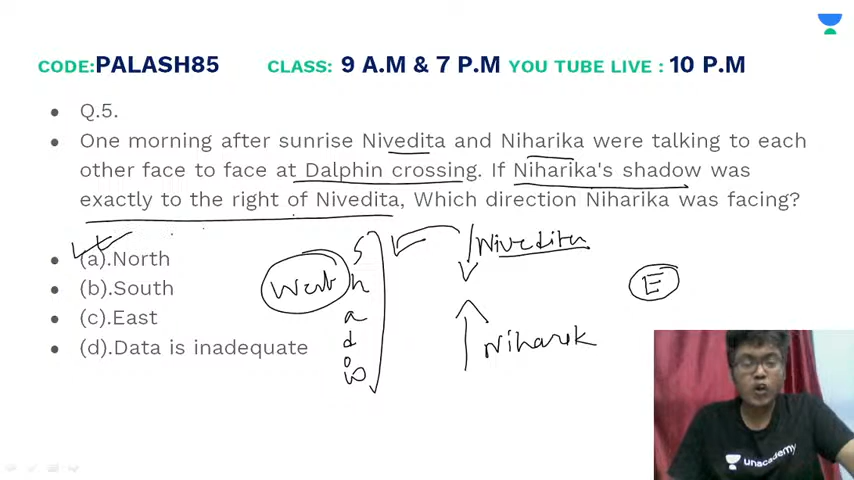 CODE:PALASH85 CLASS: 9 A.M & 7 P.M YOU TUBE LIVE : 10 P.M
• Q.5.
• One morning after sunrise Nivedita and Niharika were talking to each
other face to face at Dalphin crossing. If Niharika's shadow was
exactly to the right of Nivedita, Which direction Niharika was facing?
• (a).North
• (b).South
• (c).East
• (d).Data is inadequate
West
Shadow
Nivedita
Niharik
E
unacademy